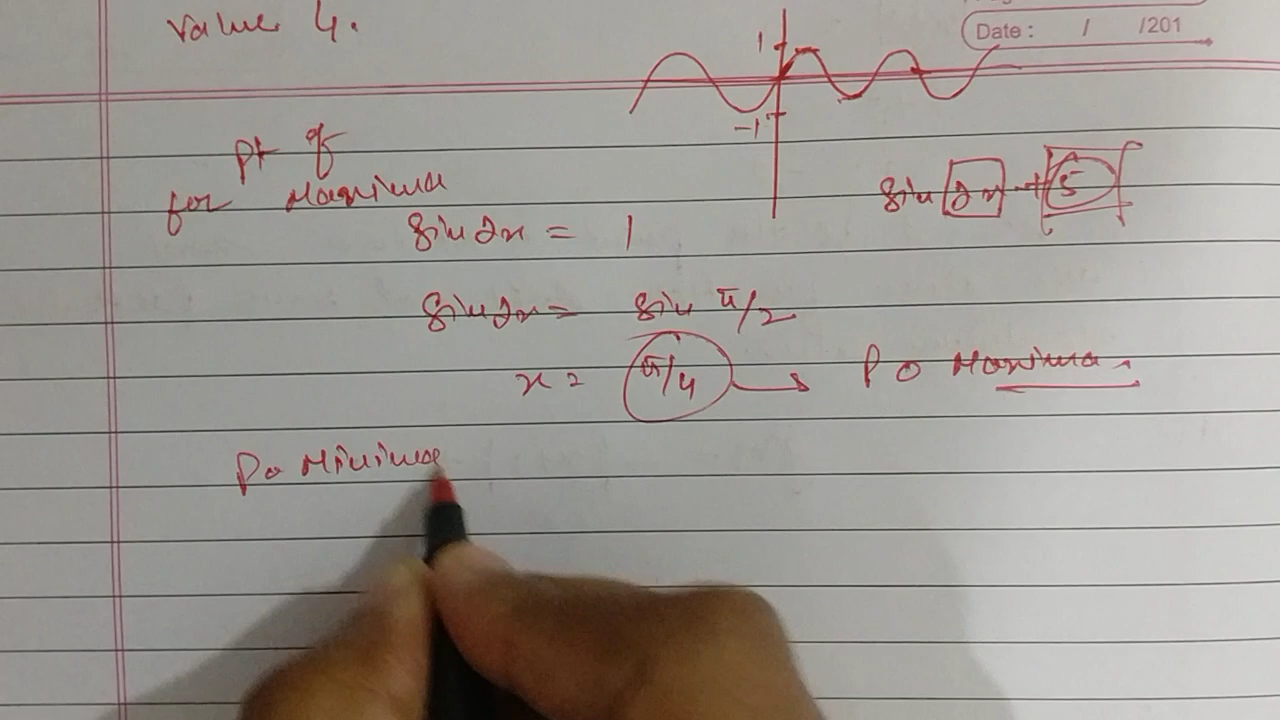 Value 4.
Date : / /201
1
-1
pt of
for Maxima
sin 2x + 5
sin 2x = 1
sin 2x = sin π/2
x = π/4 → P o Maxima.
Po Minima